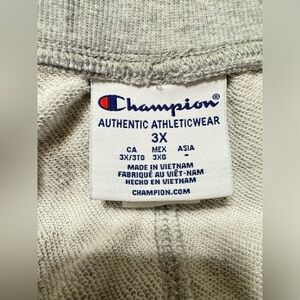 Champion®
AUTHENTIC ATHLETICWEAR
3X
CA MEX ASIA
3X/3TG 3XG -
MADE IN VIETNAM
FABRIQUÉ AU VIÊT-NAM
HECHO EN VIETNAM
CHAMPION.COM